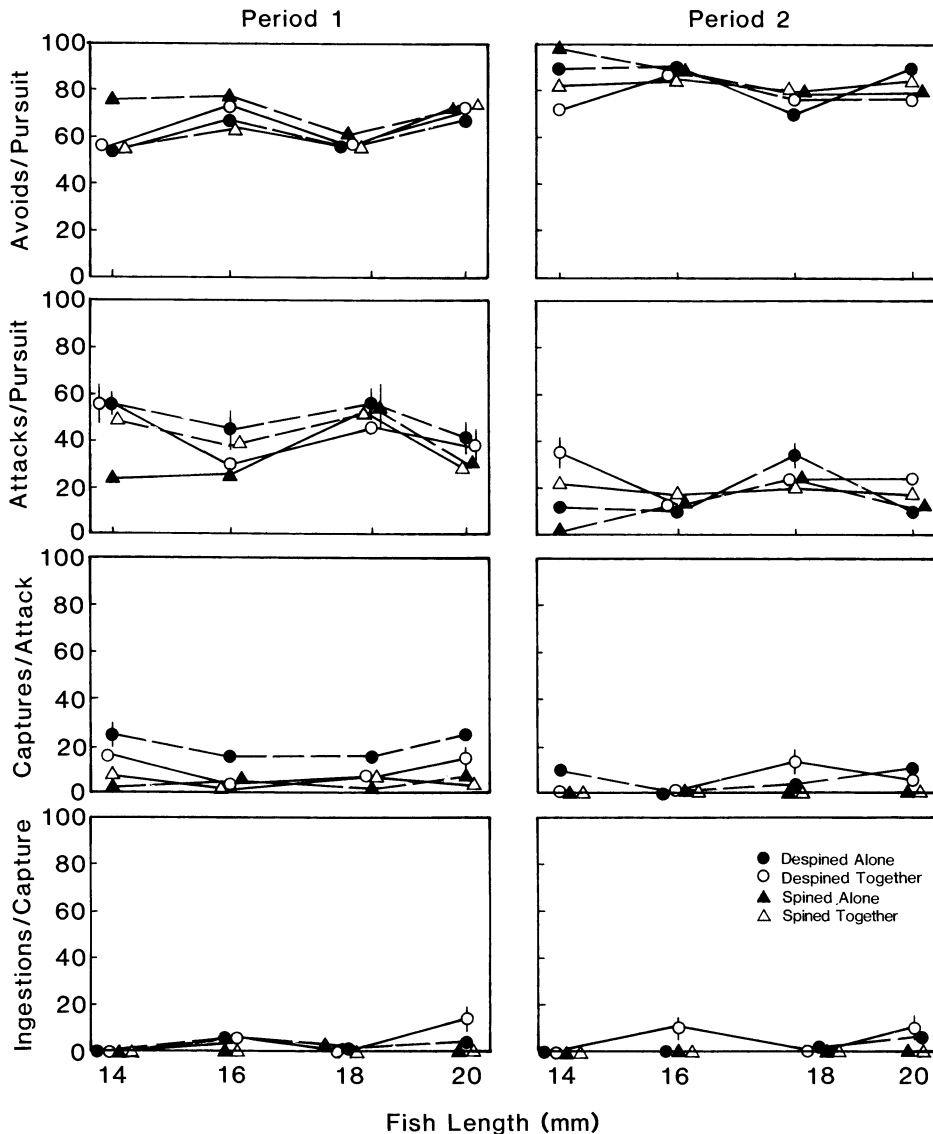 Period 1
Period 2
Avoids/Pursuit
100
80
60
40
20
0
Attacks/Pursuit
100
80
60
40
20
0
Captures/Attack
100
80
60
40
20
0
Ingestions/Capture
100
80
60
40
20
0
Despined Alone
Despined Together
Spined Alone
Spined Together
14
16
18
20
14
16
18
20
Fish Length (mm)